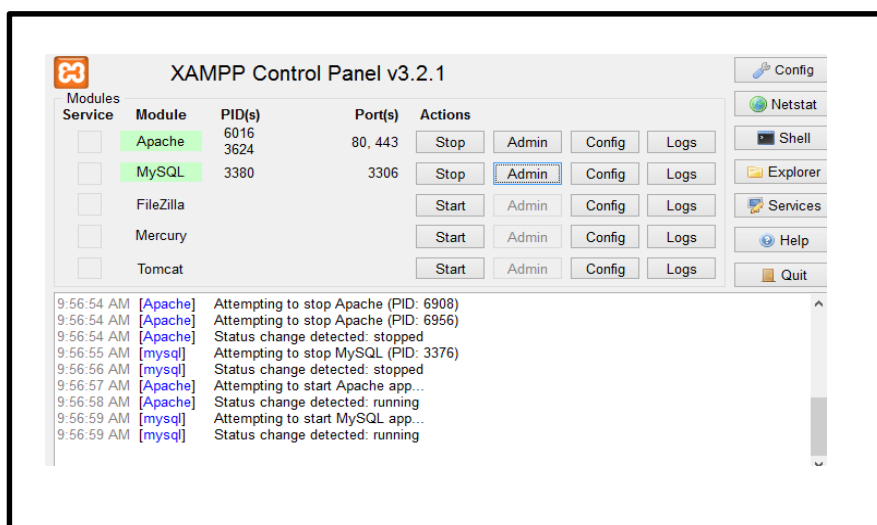 XAMPP Control Panel v3.2.1
Config
Modules
Netstat
Service Module PID(s) Port(s) Actions
Apache 6016 3624 80, 443 Stop Admin Config Logs
Shell
MySQL 3380 3306 Stop Admin Config Logs
Explorer
FileZilla Start Admin Config Logs
Services
Mercury Start Admin Config Logs
Help
Tomcat Start Admin Config Logs
Quit
9:56:54 AM [Apache] Attempting to stop Apache (PID: 6908)
9:56:54 AM [Apache] Attempting to stop Apache (PID: 6956)
9:56:54 AM [Apache] Status change detected: stopped
9:56:55 AM [mysql] Attempting to stop MySQL (PID: 3376)
9:56:56 AM [mysql] Status change detected: stopped
9:56:57 AM [Apache] Attempting to start Apache app...
9:56:58 AM [Apache] Status change detected: running
9:56:59 AM [mysql] Attempting to start MySQL app...
9:56:59 AM [mysql] Status change detected: running